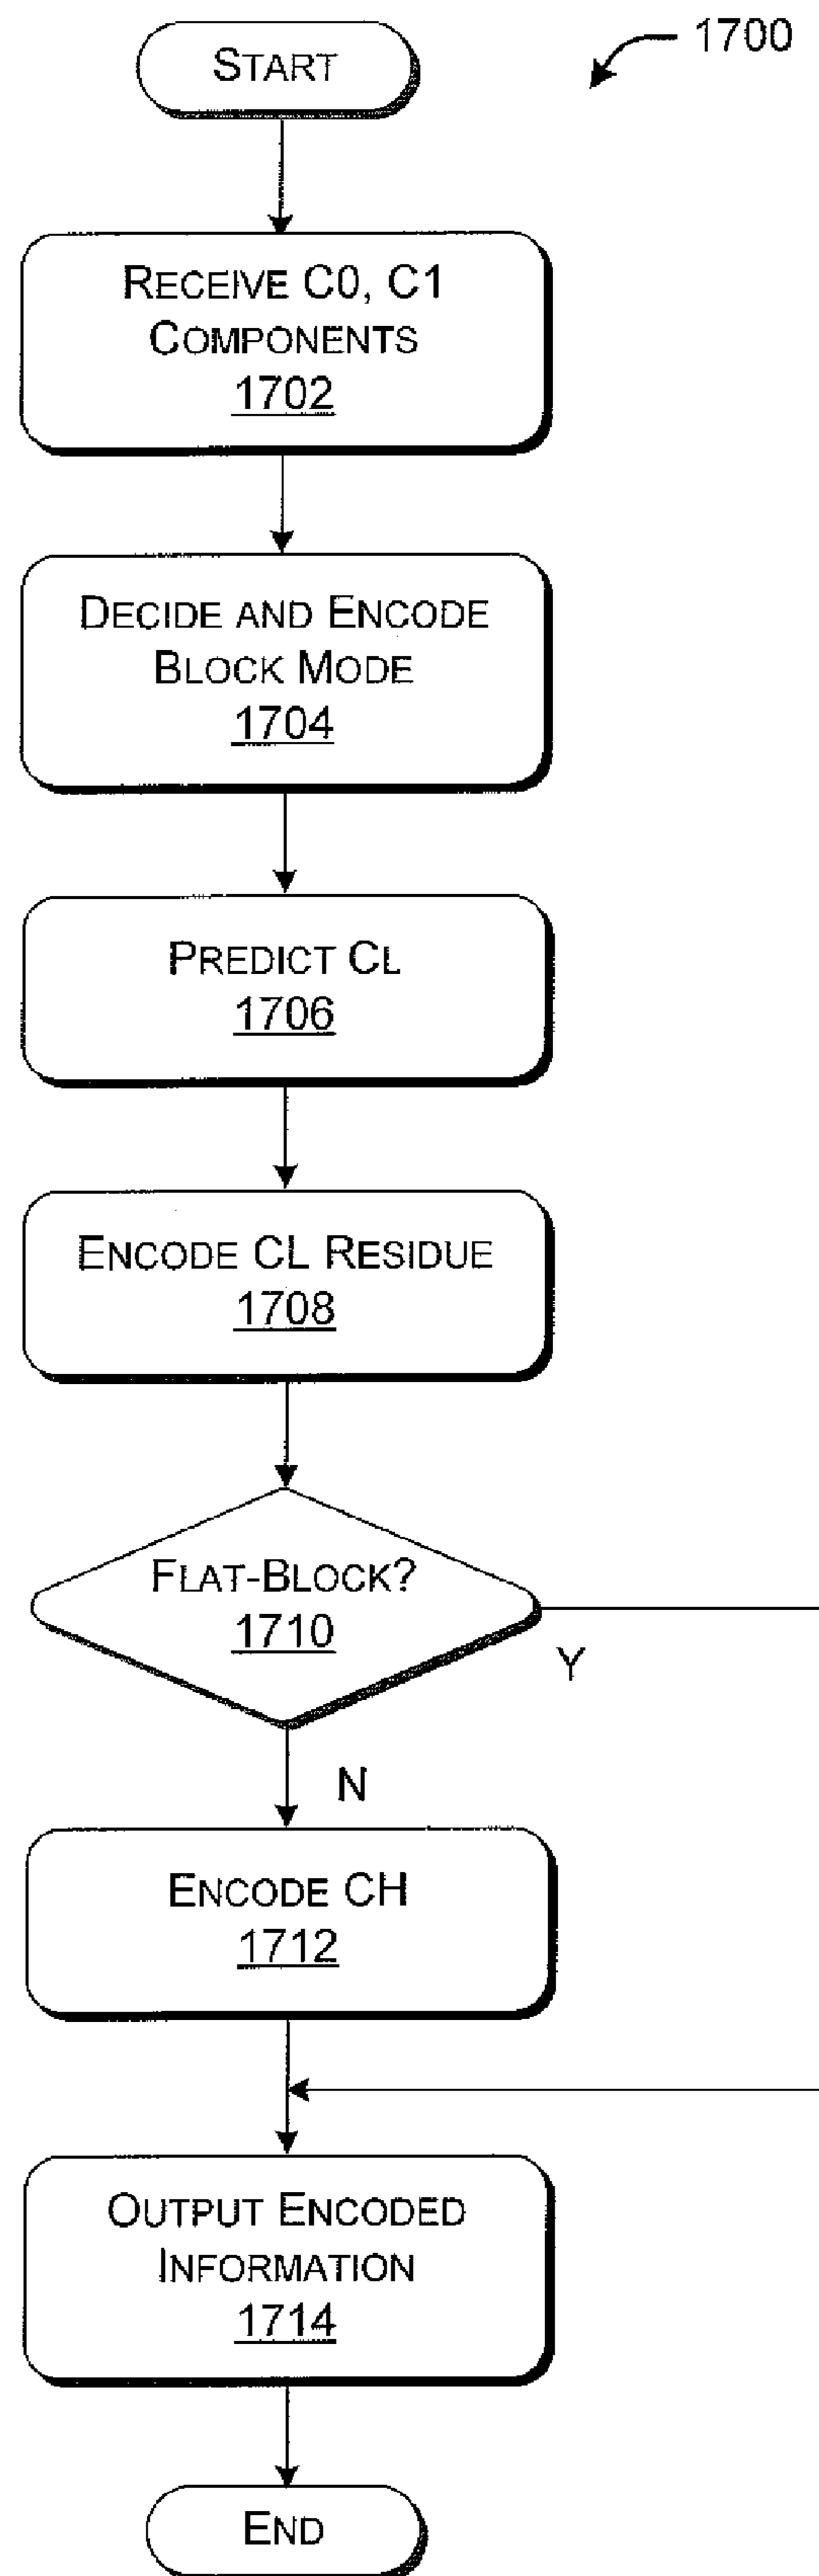 START
1700
RECEIVE C0, C1
COMPONENTS
1702
DECIDE AND ENCODE
BLOCK MODE
1704
PREDICT CL
1706
ENCODE CL RESIDUE
1708
FLAT-BLOCK?
1710
Y
N
ENCODE CH
1712
OUTPUT ENCODED
INFORMATION
1714
END